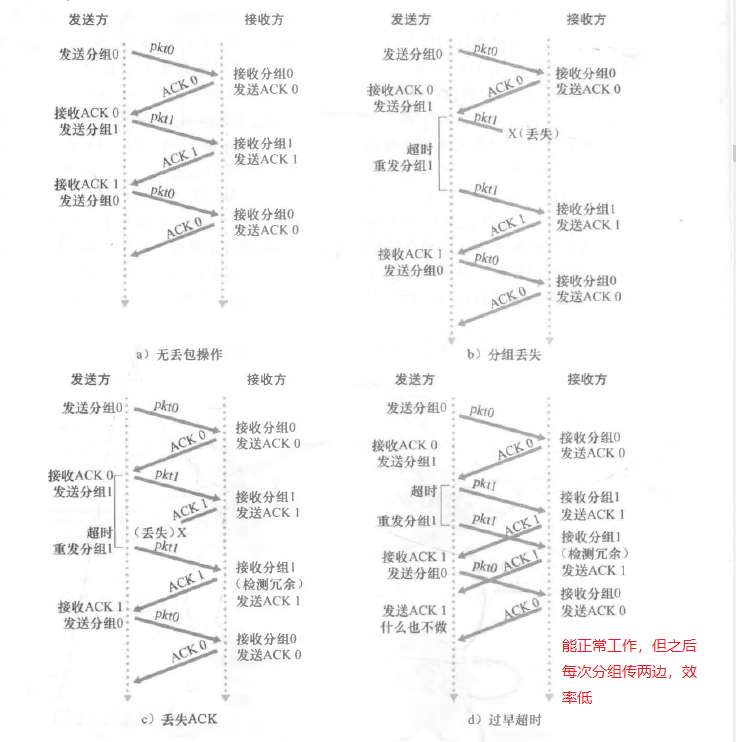 发送方
接收方
发送分组0
pkt0
接收分组0
发送ACK 0
ACK 0
接收ACK 0
发送分组1
pkt1
接收分组1
发送ACK 1
ACK 1
接收ACK 1
发送分组0
pkt0
接收分组0
发送ACK 0
ACK 0
a）无丢包操作
发送方
接收方
发送分组0
pkt0
接收分组0
发送ACK 0
ACK 0
接收ACK 0
发送分组1
pkt1
X(丢失)
超时
重发分组1
pkt1
接收分组1
发送ACK 1
ACK 1
接收ACK 1
发送分组0
pkt0
接收分组0
发送ACK 0
ACK 0
b）分组丢失
发送方
接收方
发送分组0
pkt0
接收分组0
发送ACK 0
ACK 0
接收ACK 0
发送分组1
pkt1
接收分组1
发送ACK 1
ACK 1
(丢失)X
超时
重发分组1
pkt1
接收分组1
（检测冗余）
发送ACK 1
ACK 1
接收ACK 1
发送分组0
pkt0
接收分组0
发送ACK 0
ACK 0
c）丢失ACK
发送方
接收方
发送分组0
pkt0
接收分组0
发送ACK 0
ACK 0
接收ACK 0
发送分组1
pkt1
超时
重发分组1
接收分组1
发送ACK 1
pkt1
ACK 1
接收分组1
（检测冗余）
发送ACK 1
接收ACK 1
发送分组0
pkt0
ACK 1
接收分组0
发送ACK 0
ACK 0
发送ACK 1
什么也不做
能正常工作，但之后
每次分组传两边，效
率低
d）过早超时